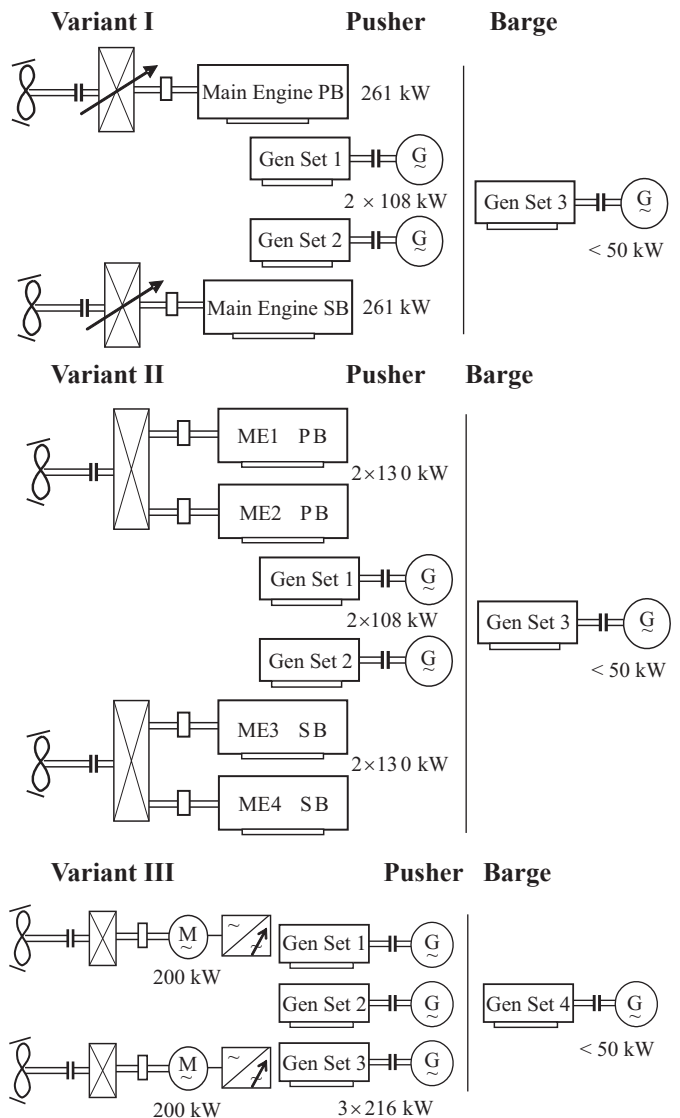 Variant I Pusher Barge
Main Engine PB 261 kW
Gen Set 1 G ~
2 × 108 kW
Gen Set 3 G ~
Gen Set 2 G ~
< 50 kW
Main Engine SB 261 kW
Variant II Pusher Barge
ME1 PB
2×130 kW
ME2 PB
Gen Set 1 G ~
2×108 kW
Gen Set 3 G ~
Gen Set 2 G ~
< 50 kW
ME3 SB
2×130 kW
ME4 SB
Variant III Pusher Barge
M ~ ~ ~ Gen Set 1 G ~
200 kW
Gen Set 2 G ~ Gen Set 4 G ~
< 50 kW
M ~ ~ ~ Gen Set 3 G ~
200 kW 3×216 kW